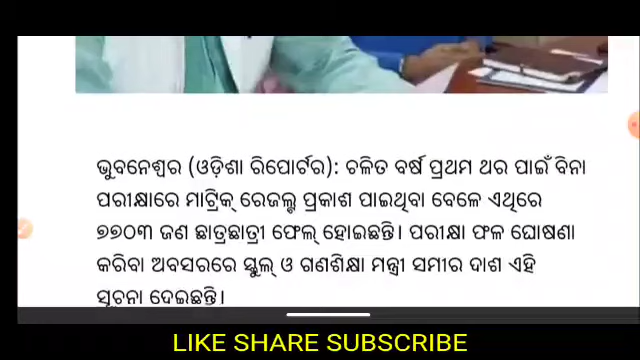 ଭୁବନେଶ୍ୱର (ଓଡ଼ିଶା ରିପୋର୍ଟର): ଚଳିତ ବର୍ଷ ପ୍ରଥମ ଥର ପାଇଁ ବିନା
ପରୀକ୍ଷାରେ ମାଟ୍ରିକ୍ ରେଜଲ୍ଟ ପ୍ରକାଶ ପାଇଥିବା ବେଳେ ଏଥିରେ
୭୭୦୩ ଜଣ ଛାତ୍ରଛାତ୍ରୀ ଫେଲ୍ ହୋଇଛନ୍ତି। ପରୀକ୍ଷା ଫଳ ଘୋଷଣା
କରିବା ଅବସରରେ ସ୍କୁଲ୍ ଓ ଗଣଶିକ୍ଷା ମନ୍ତ୍ରୀ ସମୀର ଦାଶ ଏହି
ସୂଚନା ଦେଇଛନ୍ତି।
LIKE SHARE SUBSCRIBE